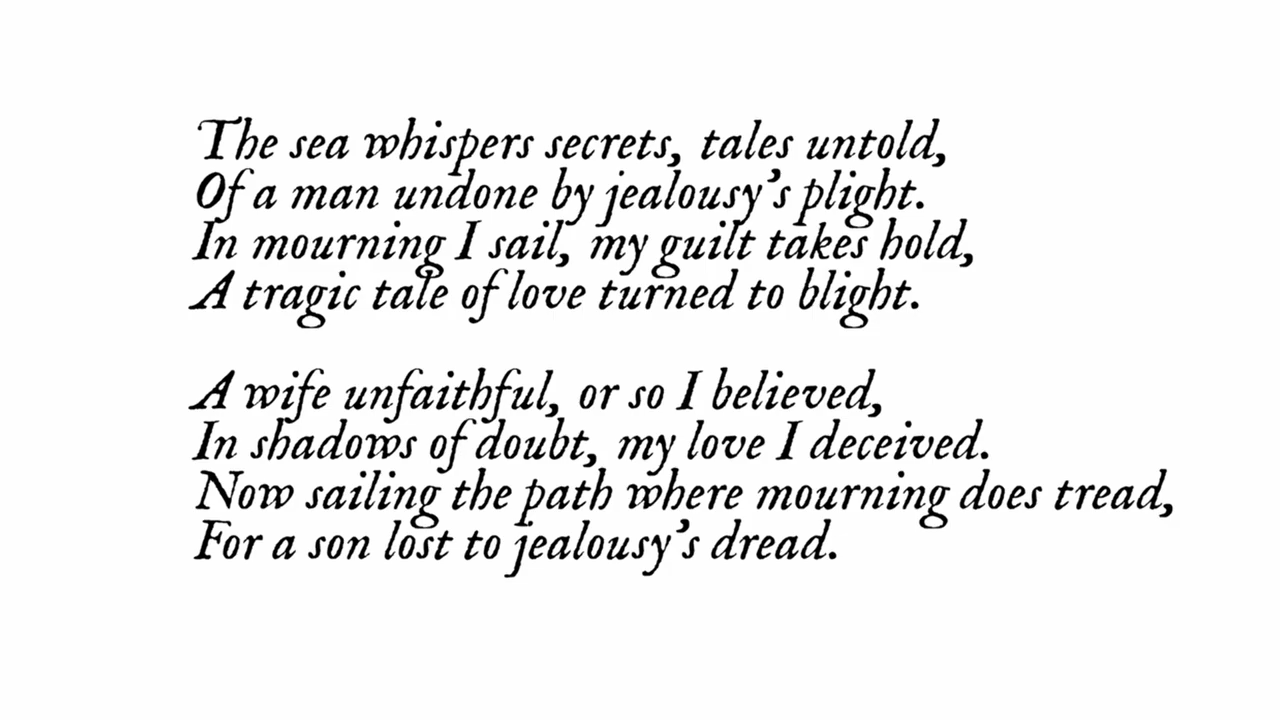 The sea whispers secrets, tales untold,
Of a man undone by jealousy's plight.
In mourning I sail, my guilt takes hold,
A tragic tale of love turned to blight.
A wife unfaithful, or so I believed,
In shadows of doubt, my love I deceived.
Now sailing the path where mourning does tread,
For a son lost to jealousy's dread.